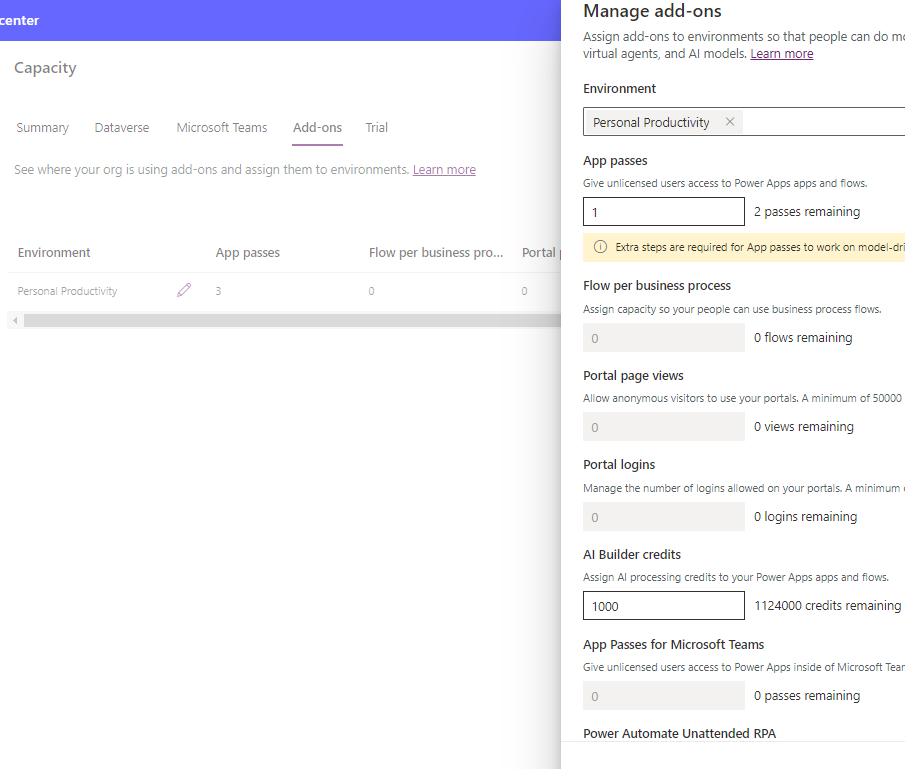 center
Capacity
Summary Dataverse Microsoft Teams Add-ons Trial
See where your org is using add-ons and assign them to environments. Learn more
Environment App passes Flow per business pro... Portal
Personal Productivity 3 0 0
Manage add-ons
Assign add-ons to environments so that people can do
virtual agents, and AI models. Learn more
Environment
Personal Productivity
App passes
Give unlicensed users access to Power Apps apps and flows.
1 2 passes remaining
Extra steps are required for App passes to work on model-dri
Flow per business process
Assign capacity so your people can use business process flows.
0 0 flows remaining
Portal page views
Allow anonymous visitors to use your portals. A minimum of 50000
0 0 views remaining
Portal logins
Manage the number of logins allowed on your portals. A minimum
0 0 logins remaining
AI Builder credits
Assign AI processing credits to your Power Apps apps and flows.
1000 1124000 credits remaining
App Passes for Microsoft Teams
Give unlicensed users access to Power Apps inside of Microsoft Tear
0 0 passes remaining
Power Automate Unattended RPA